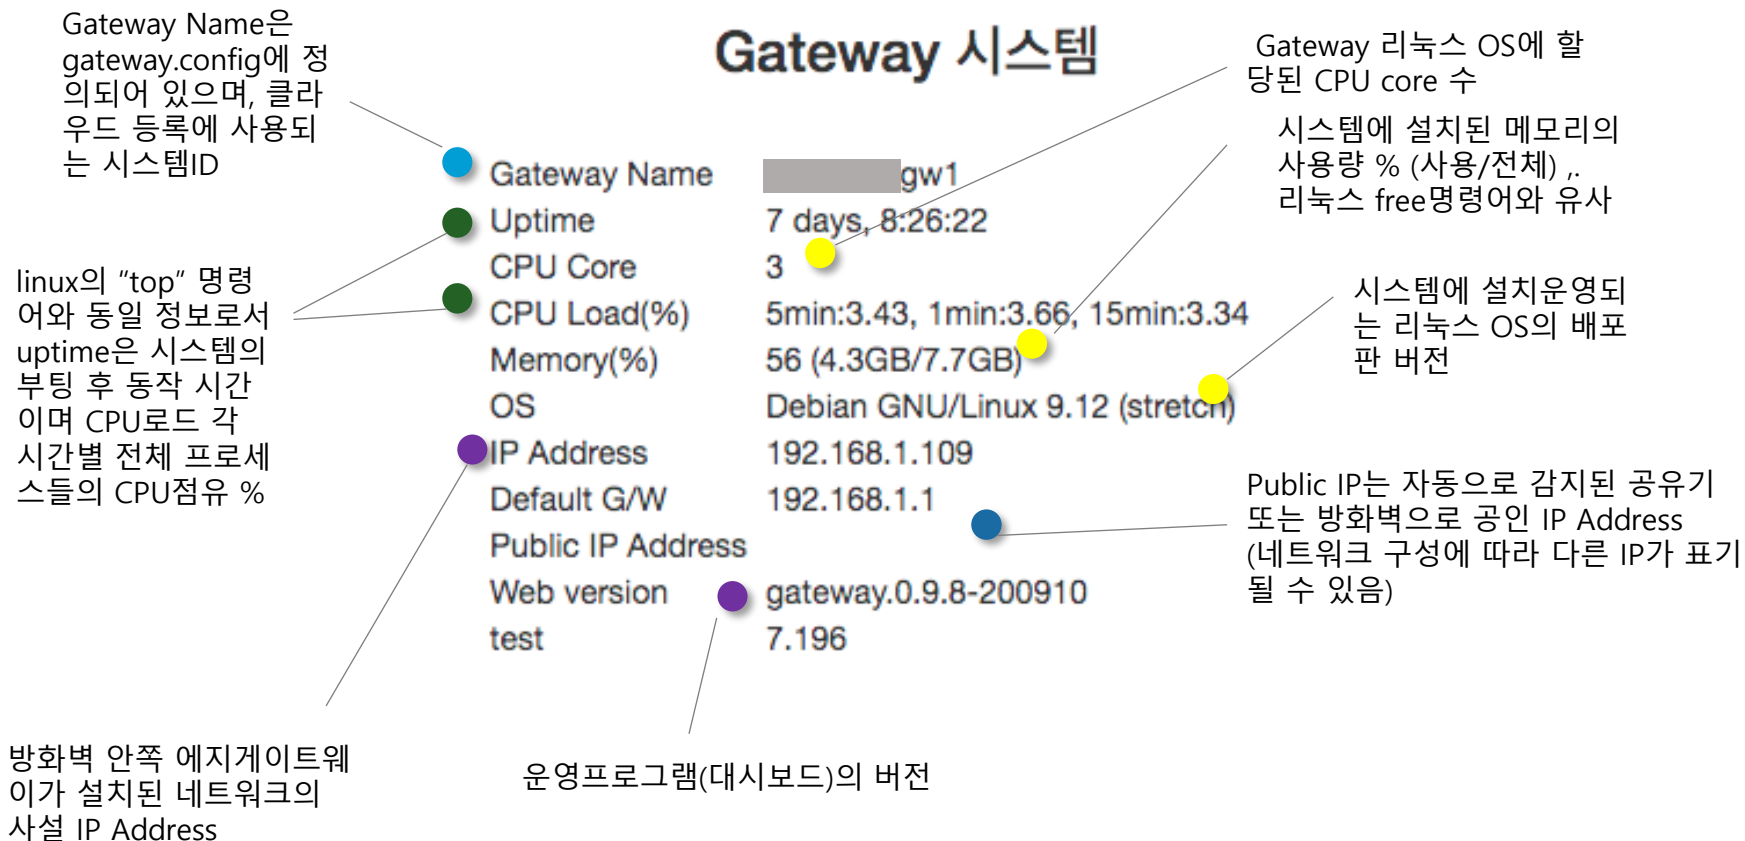 Gateway Name은
gateway.config에 정
의되어 있으며, 클라
우드 등록에 사용되
는 시스템ID
Gateway 시스템
Gateway 리눅스 OS에 할
당된 CPU core 수
시스템에 설치된 메모리의
사용량 % (사용/전체) ,.
리눅스 free명령어와 유사
linux의 “top” 명령
어와 동일 정보로서
uptime은 시스템의
부팅 후 동작 시간
이며 CPU로드 각
시간별 전체 프로세
스들의 CPU점유 %
Gateway Name gw1
Uptime 7 days, 8:26:22
CPU Core 3
CPU Load(%) 5min:3.43, 1min:3.66, 15min:3.34
Memory(%) 56 (4.3GB/7.7GB)
OS Debian GNU/Linux 9.12 (stretch)
IP Address 192.168.1.109
Default G/W 192.168.1.1
Public IP Address
Web version gateway.0.9.8-200910
test 7.196
시스템에 설치운영되
는 리눅스 OS의 배포
판 버전
Public IP는 자동으로 감지된 공유기
또는 방화벽으로 공인 IP Address
(네트워크 구성에 따라 다른 IP가 표기
될 수 있음)
방화벽 안쪽 에지게이트웨
이가 설치된 네트워크의
사설 IP Address
운영프로그램(대시보드)의 버전